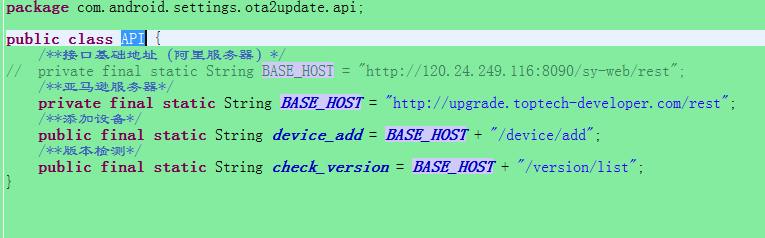 package com.android.settings.ota2update.api;
public class API {
/**接口基础地址（阿里服务器）*/
// private final static String BASE_HOST = "http://120.24.249.116:8090/sy-web/rest";
/**亚马逊服务器*/
private final static String BASE_HOST = "http://upgrade.toptech-developer.com/rest";
/**添加设备*/
public final static String device_add = BASE_HOST + "/device/add";
/**版本检测*/
public final static String check_version = BASE_HOST + "/version/list";
}